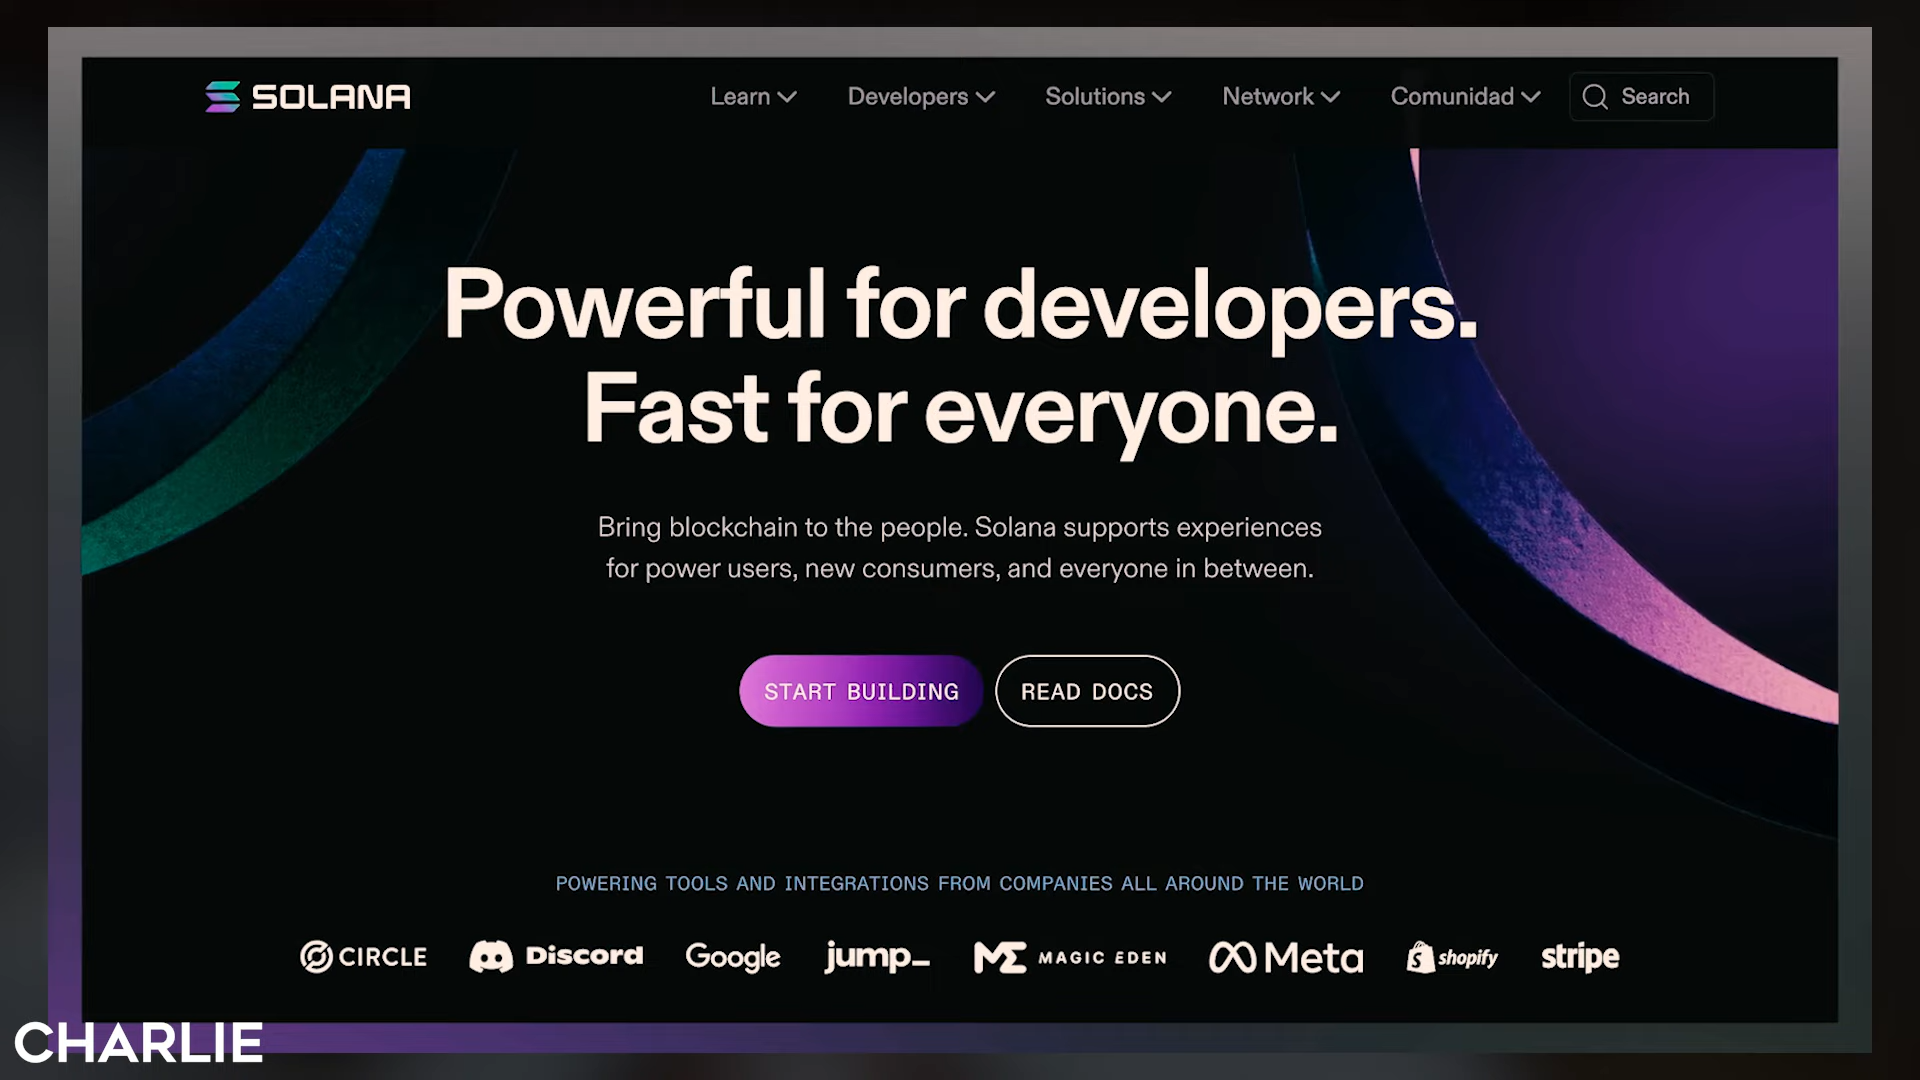 SOLANA
Learn
Developers
Solutions
Network
Comunidad
Search
Powerful for developers.
Fast for everyone.
Bring blockchain to the people. Solana supports experiences
for power users, new consumers, and everyone in between.
START BUILDING
READ DOCS
POWERING TOOLS AND INTEGRATIONS FROM COMPANIES ALL AROUND THE WORLD
CIRCLE
Discord
Google
jump_
ME MAGIC EDEN
Meta
shopify
stripe
CHARLIE